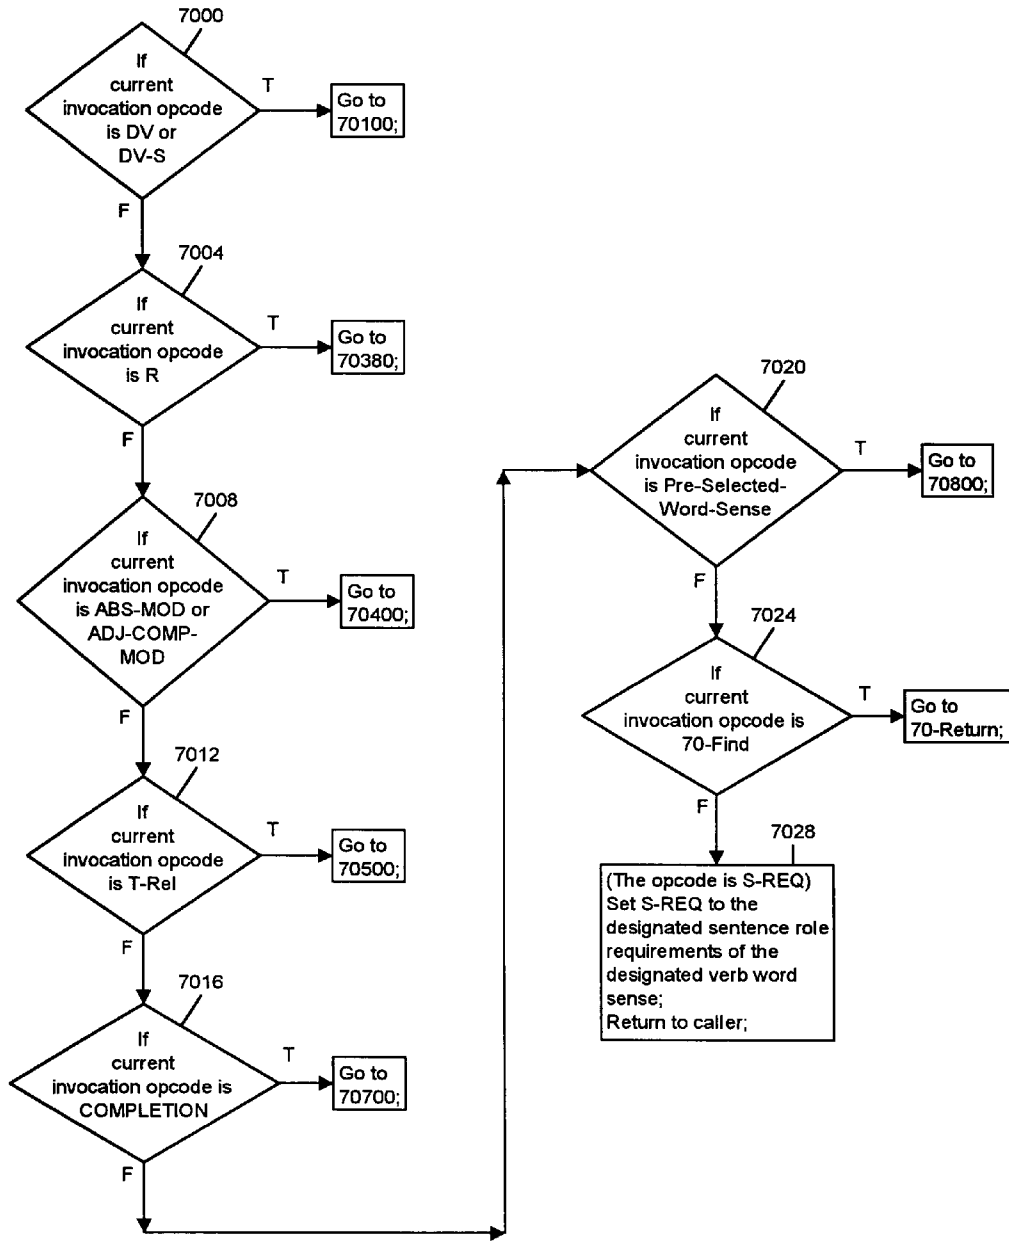 7000
If
current
invocation opcode
is DV or
DV-S
T
Go to
70100;
F
7004
If
current
invocation opcode
is R
T
Go to
70380;
F
7008
If
current
invocation opcode
is ABS-MOD or
ADJ-COMP-
MOD
T
Go to
70400;
F
7012
If
current
invocation opcode
is T-Rel
T
Go to
70500;
F
7016
If
current
invocation opcode is
COMPLETION
T
Go to
70700;
F
7020
If
current
invocation opcode
is Pre-Selected-
Word-Sense
T
Go to
70800;
F
7024
If
current
invocation opcode is
70-Find
T
Go to
70-Return;
F
7028
(The opcode is S-REQ)
Set S-REQ to the
designated sentence role
requirements of the
designated verb word
sense;
Return to caller;